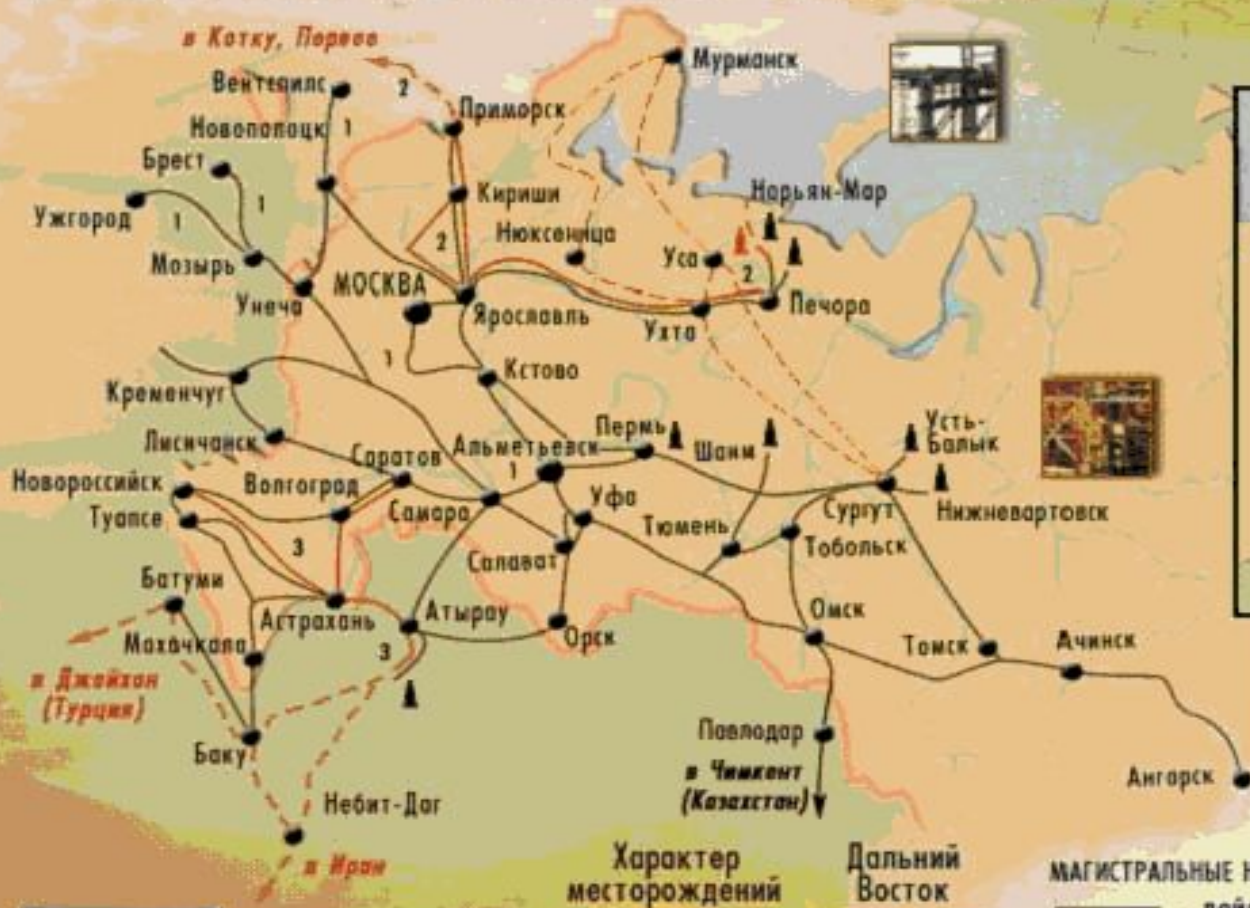 в Котку, Порвоо
Мурманск
Вентспилс
2
Приморск
Новополоцк
1
Брест
Кириши
Нарьян-Мар
Ужгород
1
1
2
Нюксеница
Уса
2
Мозырь
МОСКВА
Унеча
Ярославль
Ухта
Печора
1
Кстово
Кременчуг
Пермь
Шаим
Усть-
Балык
Лисичанск
Саратов
Альметьевск
1
Новороссийск
Волгоград
Самара
Уфа
Сургут
Нижневартовск
Туапсе
Тюмень
3
Салават
Тобольск
Батуми
Астрахань
Атырау
Омск
Орск
Махачкала
3
Томск
Ачинск
в Джейхан
(Турция)
Павлодар
Баку
в Чимкент
(Казахстан)
Ангарск
Небит-Даг
в Иран
Характер
месторождений
Дальний
Восток
МАГИСТРАЛЬНЫЕ Н